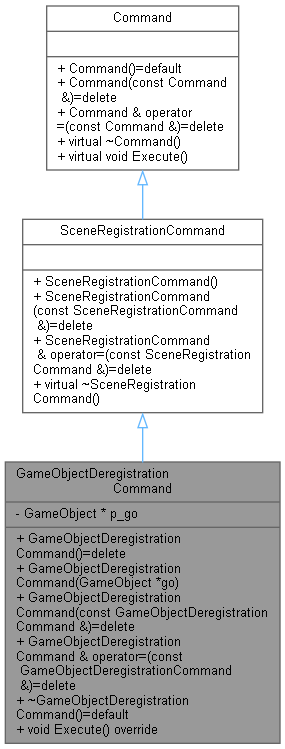 Command
+ Command()=default
+ Command(const Command
&)=delete
+ Command & operator
=(const Command &)=delete
+ virtual ~Command()
+ virtual void Execute()
SceneRegistrationCommand
+ SceneRegistrationCommand()
+ SceneRegistrationCommand
(const SceneRegistrationCommand
&)=delete
+ SceneRegistrationCommand
& operator=(const SceneRegistration
Command &)=delete
+ virtual ~SceneRegistration
Command()
GameObjectDeregistration
Command
- GameObject * p_go
+ GameObjectDeregistration
Command()=delete
+ GameObjectDeregistration
Command(GameObject *go)
+ GameObjectDeregistration
Command(const GameObjectDeregistration
Command &)=delete
+ GameObjectDeregistration
Command & operator=(const
GameObjectDeregistrationCommand
&)=delete
+ ~GameObjectDeregistration
Command()=default
+ void Execute() override